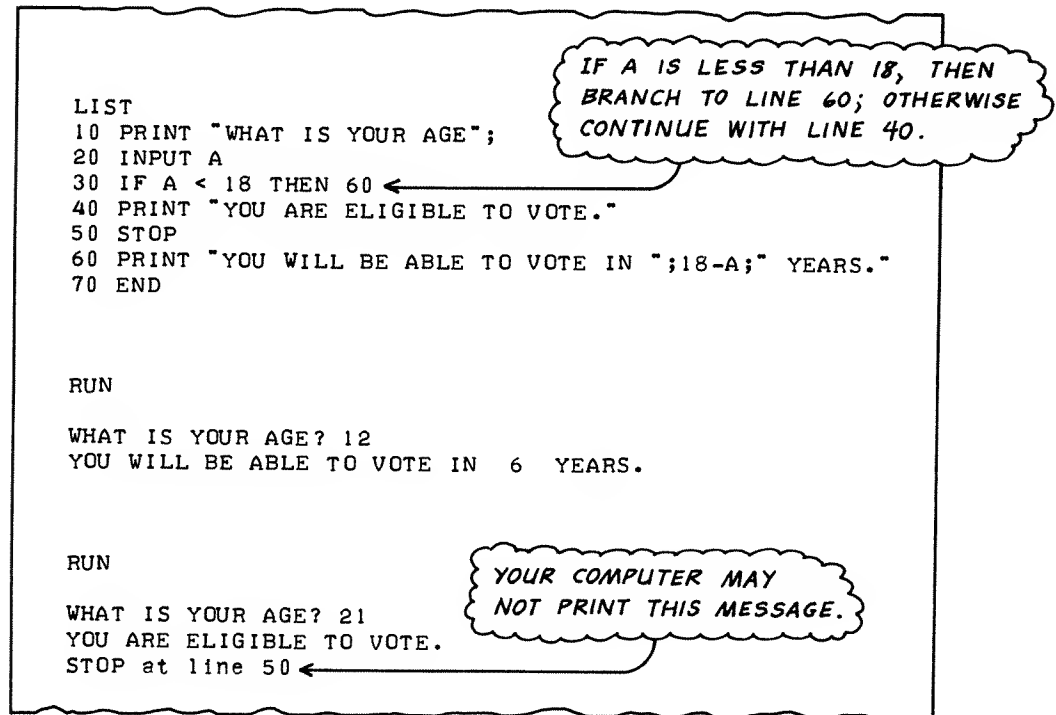 IF A IS LESS THAN 18, THEN
BRANCH TO LINE 60; OTHERWISE
CONTINUE WITH LINE 40.
LIST
10 PRINT "WHAT IS YOUR AGE";
20 INPUT A
30 IF A < 18 THEN 60
40 PRINT "YOU ARE ELIGIBLE TO VOTE."
50 STOP
60 PRINT "YOU WILL BE ABLE TO VOTE IN ";18-A;" YEARS."
70 END
RUN
WHAT IS YOUR AGE? 12
YOU WILL BE ABLE TO VOTE IN  6  YEARS.
RUN
YOUR COMPUTER MAY
NOT PRINT THIS MESSAGE.
WHAT IS YOUR AGE? 21
YOU ARE ELIGIBLE TO VOTE.
STOP at line 50